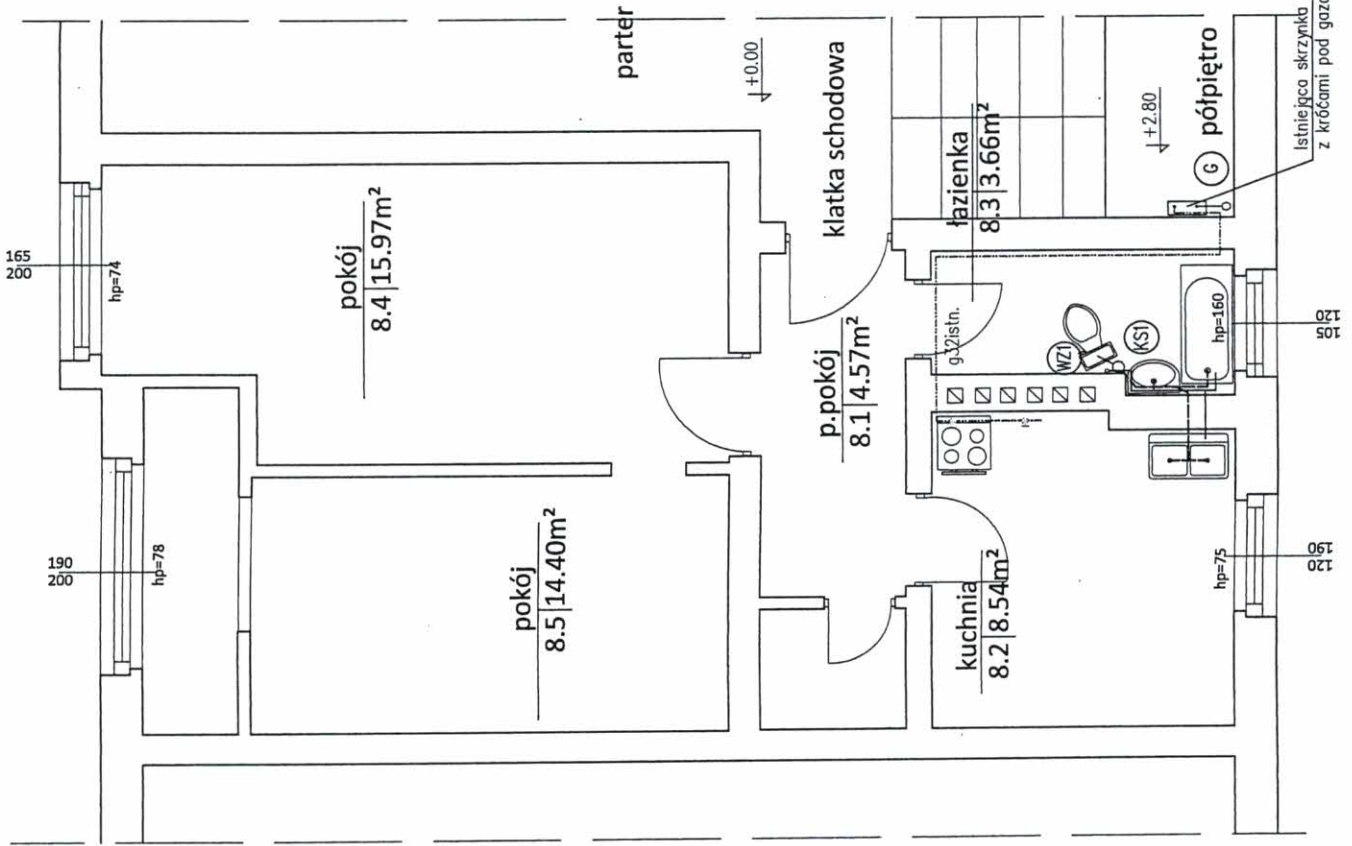 165
200
hp=74
190
200
hp=78
parter
+0.00
klatka schodowa
pokój
8.4 15.97m²
pokój
8.5 14.40m²
p.pokój
8.1 4.57m²
łazienka
8.3 3.66m²
+2.80
G półpiętro
Istniejąca skrzynka
z króćcami pod gazo
g32istn.
WZ1
KS1
hp=160
120
105
kuchnia
8.2 8.54m²
hp=75
190
120